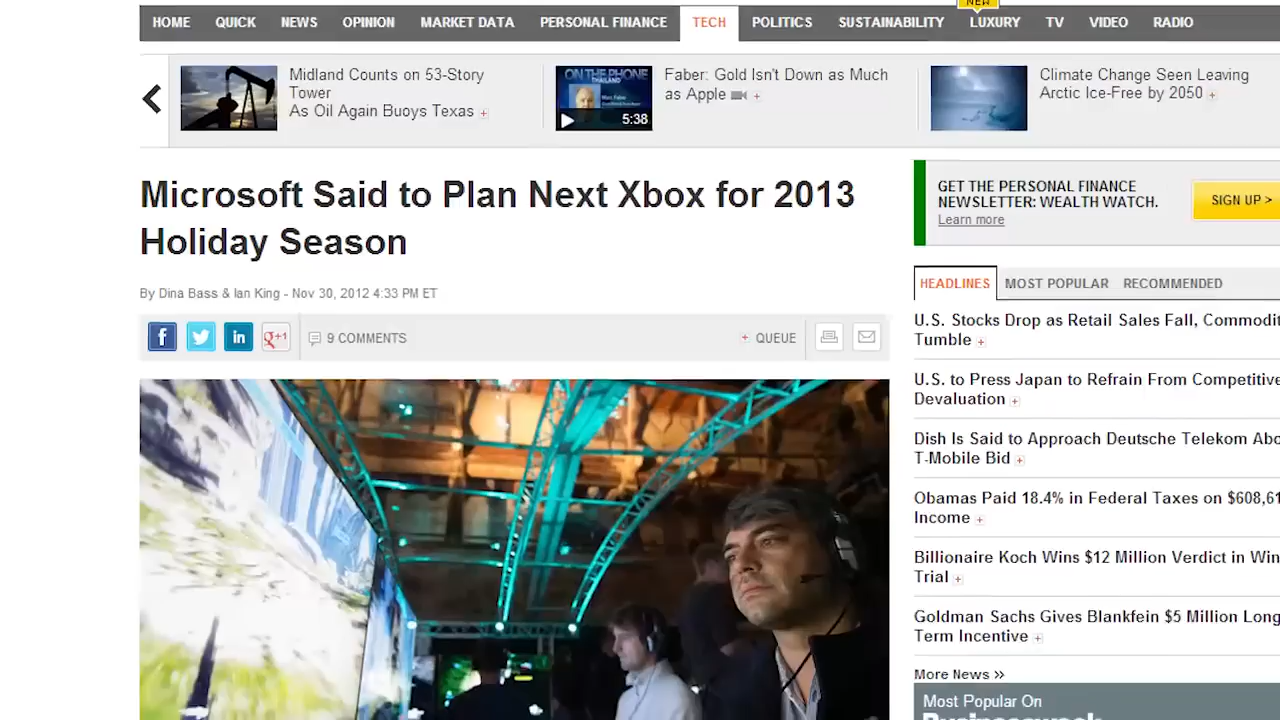 NEW
HOME QUICK NEWS OPINION MARKET DATA PERSONAL FINANCE TECH POLITICS SUSTAINABILITY LUXURY TV VIDEO RADIO
Midland Counts on 53-Story
Tower
As Oil Again Buoys Texas +
ON THE PHONE
THAILAND
5:38
Faber: Gold Isn't Down as Much
as Apple +
Climate Change Seen Leaving
Arctic Ice-Free by 2050 +
Microsoft Said to Plan Next Xbox for 2013
Holiday Season
By Dina Bass & Ian King - Nov 30, 2012 4:33 PM ET
f in g+1 9 COMMENTS + QUEUE
GET THE PERSONAL FINANCE
NEWSLETTER: WEALTH WATCH.
Learn more
SIGN UP >
HEADLINES MOST POPULAR RECOMMENDED
U.S. Stocks Drop as Retail Sales Fall, Commodit
Tumble +
U.S. to Press Japan to Refrain From Competitive
Devaluation +
Dish Is Said to Approach Deutsche Telekom Abo
T-Mobile Bid +
Obamas Paid 18.4% in Federal Taxes on $608,61
Income +
Billionaire Koch Wins $12 Million Verdict in Win
Trial +
Goldman Sachs Gives Blankfein $5 Million Long
Term Incentive +
More News »
Most Popular On
Businessweek